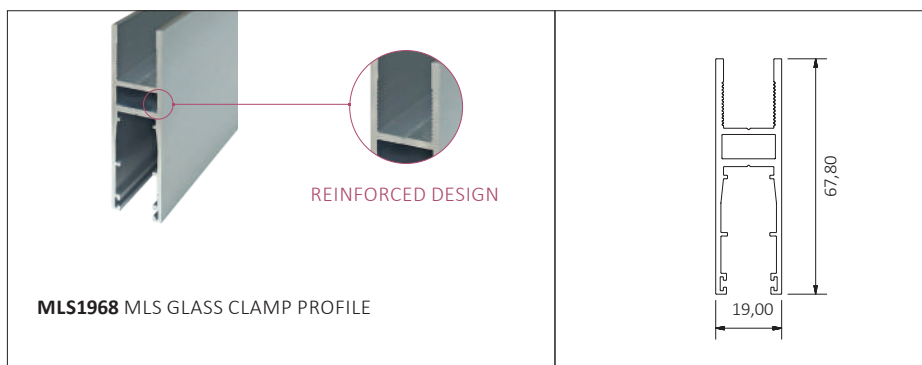 REINFORCED DESIGN
MLS1968 MLS GLASS CLAMP PROFILE
67,80
19,00